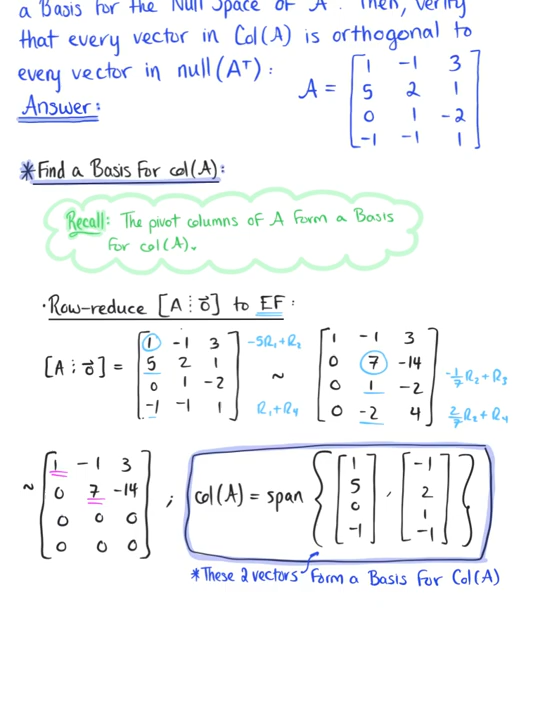 a Basis for the Null Space of Aᵀ. Then, verify
that every vector in Col(A) is orthogonal to
every vector in null(Aᵀ):
A = [1 -1 3
5 2 1
0 1 -2
-1 -1 1]
Answer:
*Find a Basis For col(A):
Recall: The pivot columns of A Form a Basis
For col(A).
·Row-reduce [A ⋮ 0⃗] to EF:
[A ⋮ 0⃗] = [1 -1 3
5 2 1
0 1 -2
-1 -1 1]
-5R₁+R₂
R₁+R₄
~
[1 -1 3
0 7 -14
0 1 -2
0 -2 4]
-1/7 R₂+R₃
2/7 R₂+R₄
~ [1 -1 3
0 7 -14
0 0 0
0 0 0] ;
col(A) = span { [1
5
0
-1] , [-1
2
1
-1] }
*These 2 vectors Form a Basis For Col(A)